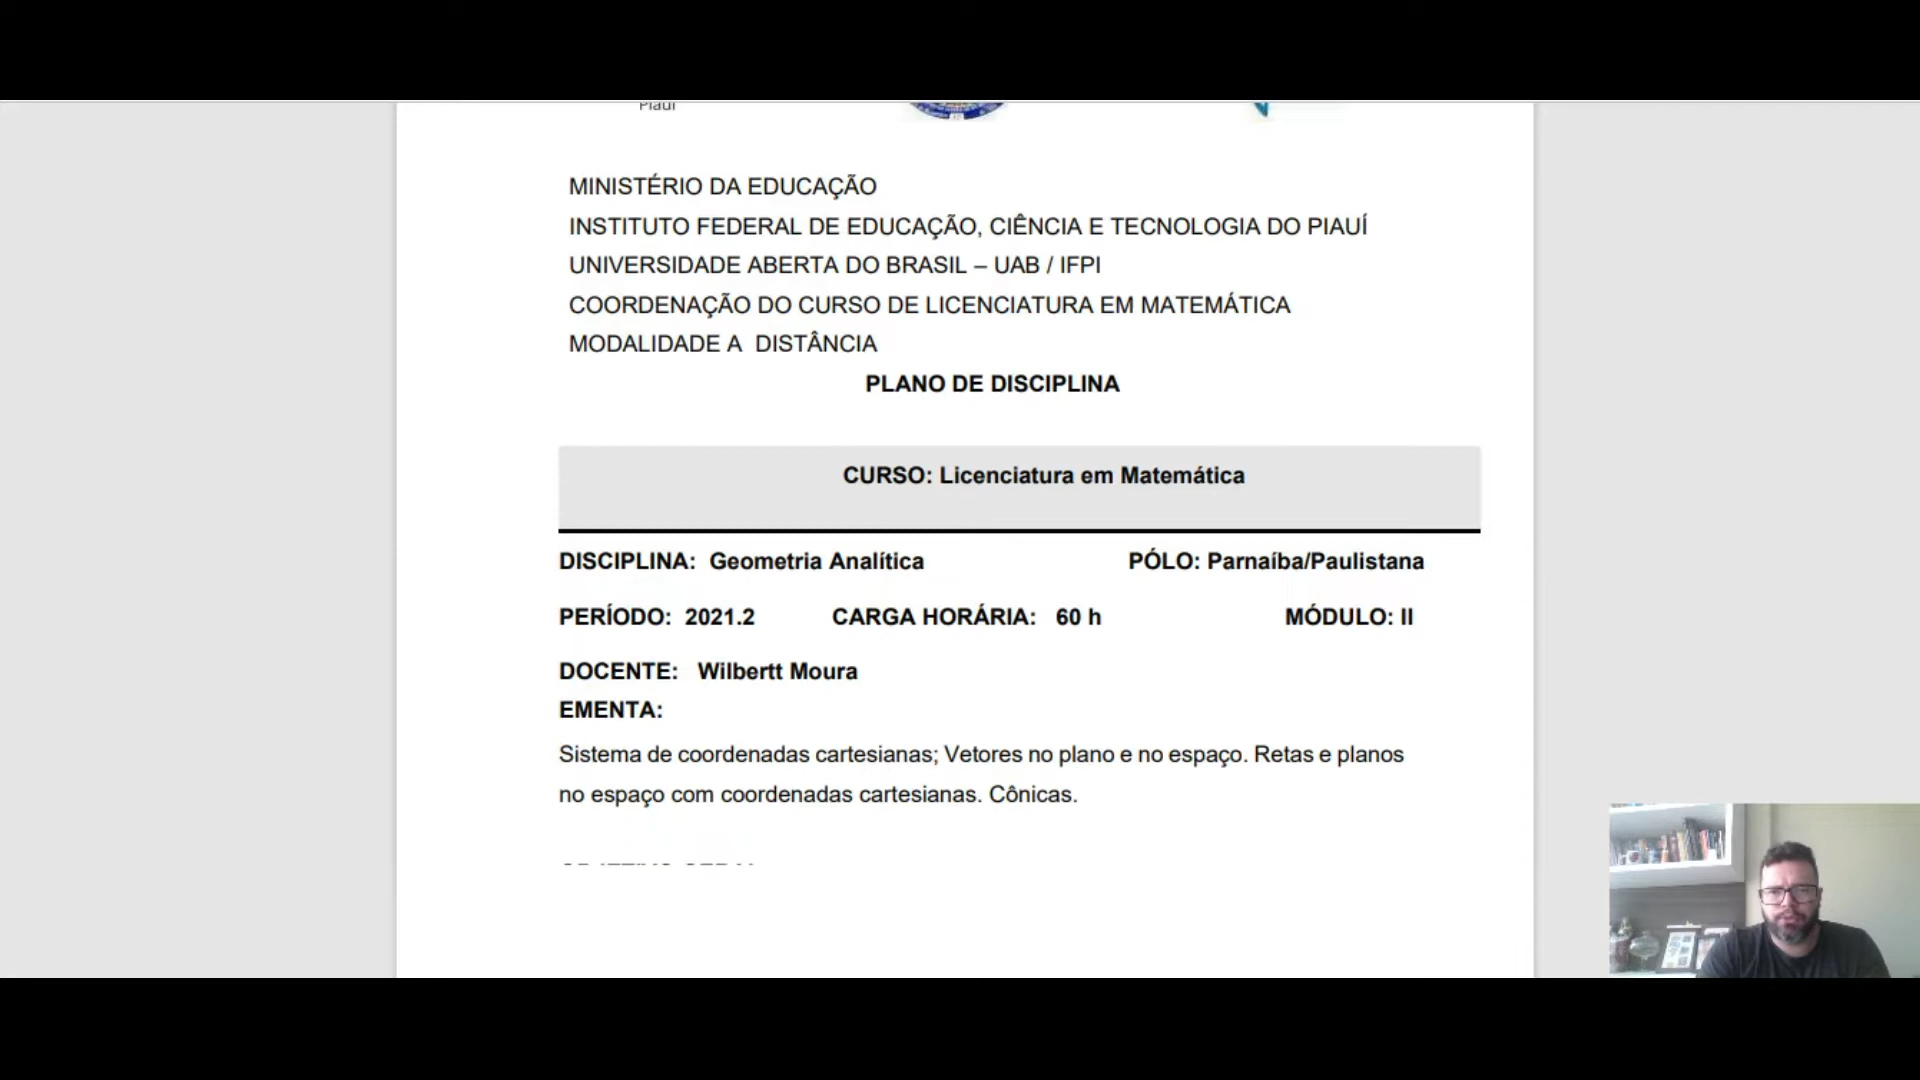 Piauí
MINISTÉRIO DA EDUCAÇÃO
INSTITUTO FEDERAL DE EDUCAÇÃO, CIÊNCIA E TECNOLOGIA DO PIAUÍ
UNIVERSIDADE ABERTA DO BRASIL – UAB / IFPI
COORDENAÇÃO DO CURSO DE LICENCIATURA EM MATEMÁTICA
MODALIDADE A DISTÂNCIA
PLANO DE DISCIPLINA
CURSO: Licenciatura em Matemática
DISCIPLINA: Geometria Analítica PÓLO: Parnaíba/Paulistana
PERÍODO: 2021.2 CARGA HORÁRIA: 60 h MÓDULO: II
DOCENTE: Wilbertt Moura
EMENTA:
Sistema de coordenadas cartesianas; Vetores no plano e no espaço. Retas e planos
no espaço com coordenadas cartesianas. Cônicas.